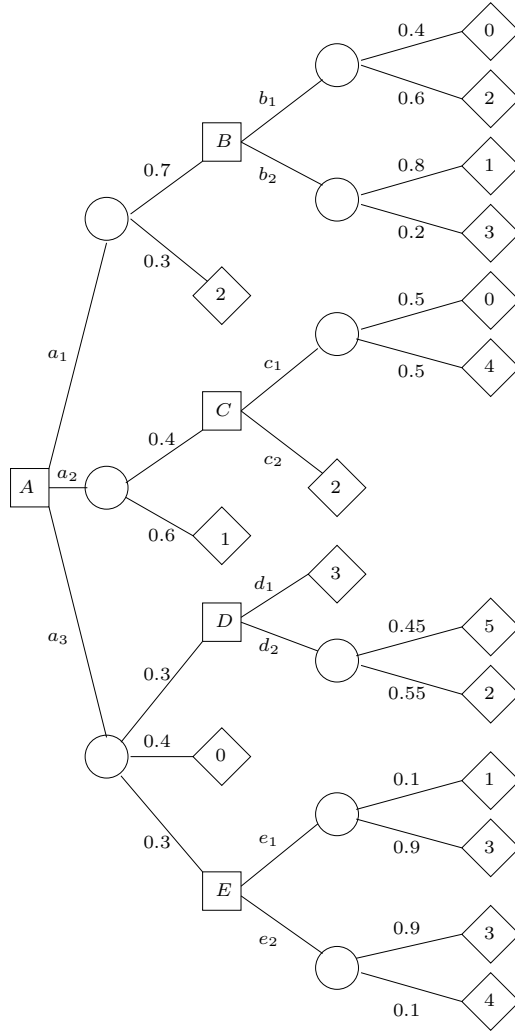 0.4 0
b₁
0.6 2
B
0.7
b₂
0.8 1
0.2 3
0.3 2
a₁
0.5 0
c₁
0.5 4
C
0.4
c₂ 2
A a₂
0.6 1
d₁ 3
D
0.45 5
a₃
d₂
0.3
0.55 2
0.4 0
0.1 1
e₁
0.3
0.9 3
E
0.9 3
e₂
0.1 4